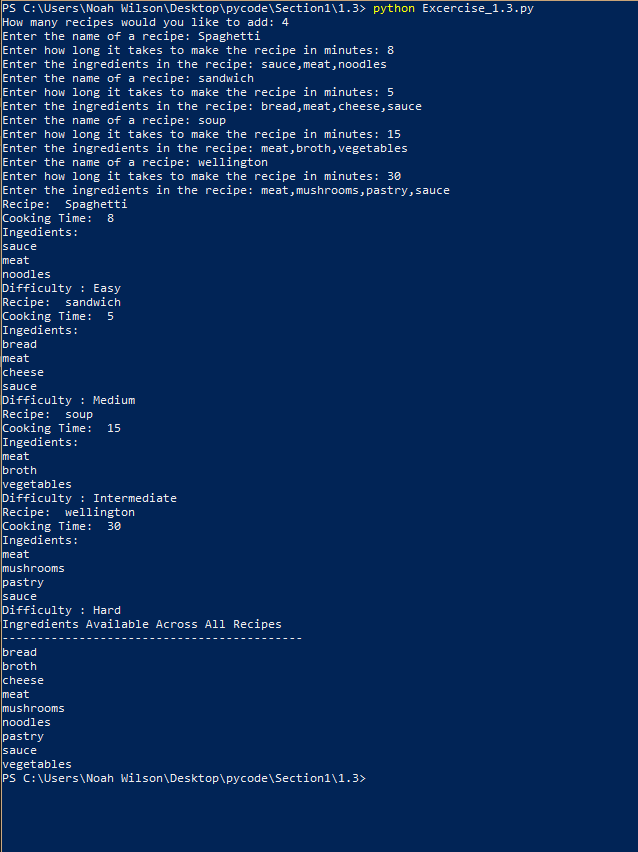 PS C:\Users\Noah Wilson\Desktop\pycode\Section1\1.3> python Excercise_1.3.py
How many recipes would you like to add: 4
Enter the name of a recipe: Spaghetti
Enter how long it takes to make the recipe in minutes: 8
Enter the ingredients in the recipe: sauce,meat,noodles
Enter the name of a recipe: sandwich
Enter how long it takes to make the recipe in minutes: 5
Enter the ingredients in the recipe: bread,meat,cheese,sauce
Enter the name of a recipe: soup
Enter how long it takes to make the recipe in minutes: 15
Enter the ingredients in the recipe: meat,broth,vegetables
Enter the name of a recipe: wellington
Enter how long it takes to make the recipe in minutes: 30
Enter the ingredients in the recipe: meat,mushrooms,pastry,sauce
Recipe:  Spaghetti
Cooking Time:  8
Ingedients:
sauce
meat
noodles
Difficulty : Easy
Recipe:  sandwich
Cooking Time:  5
Ingedients:
bread
meat
cheese
sauce
Difficulty : Medium
Recipe:  soup
Cooking Time:  15
Ingedients:
meat
broth
vegetables
Difficulty : Intermediate
Recipe:  wellington
Cooking Time:  30
Ingedients:
meat
mushrooms
pastry
sauce
Difficulty : Hard
Ingredients Available Across All Recipes
-------------------------------------------
bread
broth
cheese
meat
mushrooms
noodles
pastry
sauce
vegetables
PS C:\Users\Noah Wilson\Desktop\pycode\Section1\1.3>